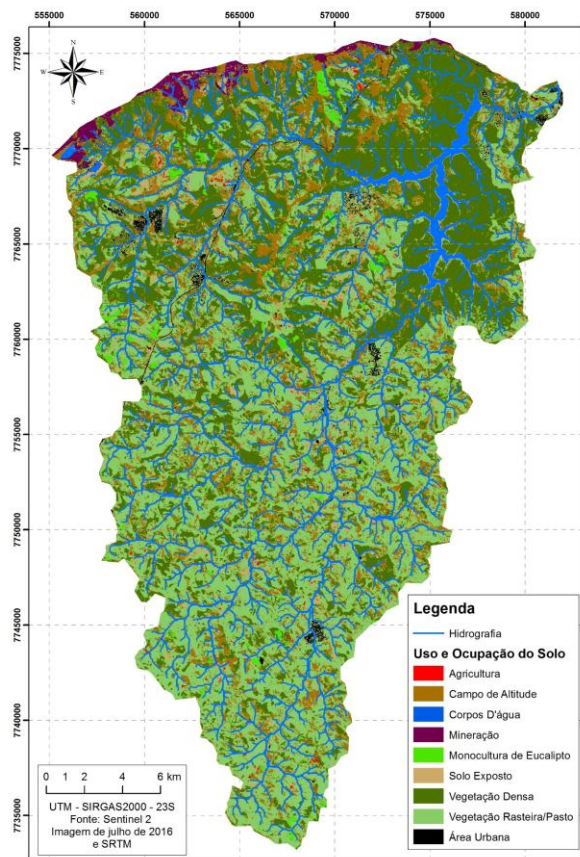 555000 560000 565000 570000 575000 580000
7775000
N
W E
S
7770000
7765000
7760000
7755000
7750000
7745000
7740000
7735000
Legenda
Hidrografia
Uso e Ocupação do Solo
Agricultura
Campo de Altitude
Corpos D'água
Mineração
Monocultura de Eucalipto
Solo Exposto
Vegetação Densa
Vegetação Rasteira/Pasto
Área Urbana
0 1 2 4 6 km
UTM - SIRGAS2000 - 23S
Fonte: Sentinel 2
Imagem de julho de 2016
e SRTM